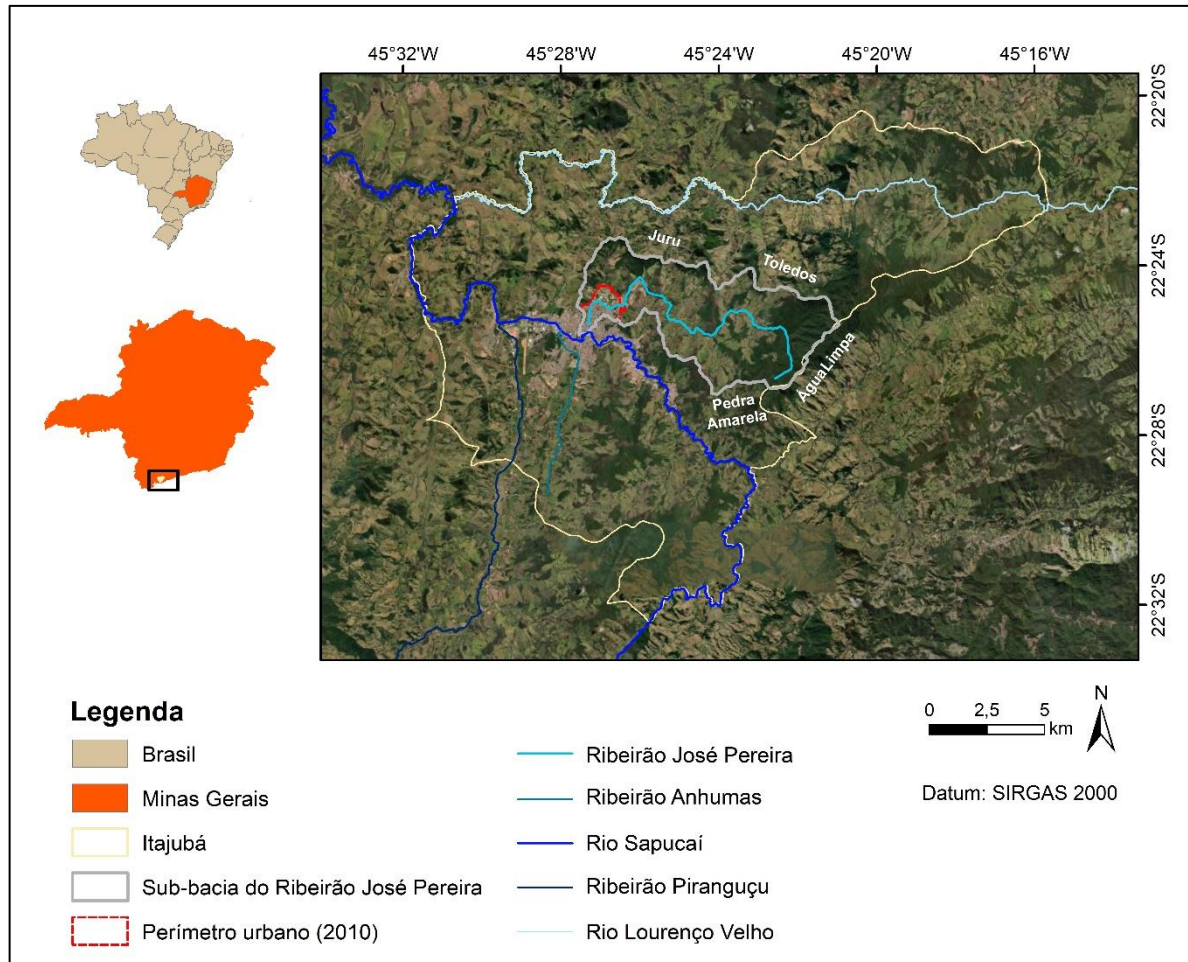 45°32'W 45°28'W 45°24'W 45°20'W 45°16'W
22°20'S
22°24'S
22°28'S
22°32'S
Juru
Toledos
ÁguaLimpa
Pedra
Amarela
Legenda
Brasil
Minas Gerais
Itajubá
Sub-bacia do Ribeirão José Pereira
Perímetro urbano (2010)
Ribeirão José Pereira
Ribeirão Anhumas
Rio Sapucaí
Ribeirão Piranguçu
Rio Lourenço Velho
0 2,5 5
km
N
Datum: SIRGAS 2000